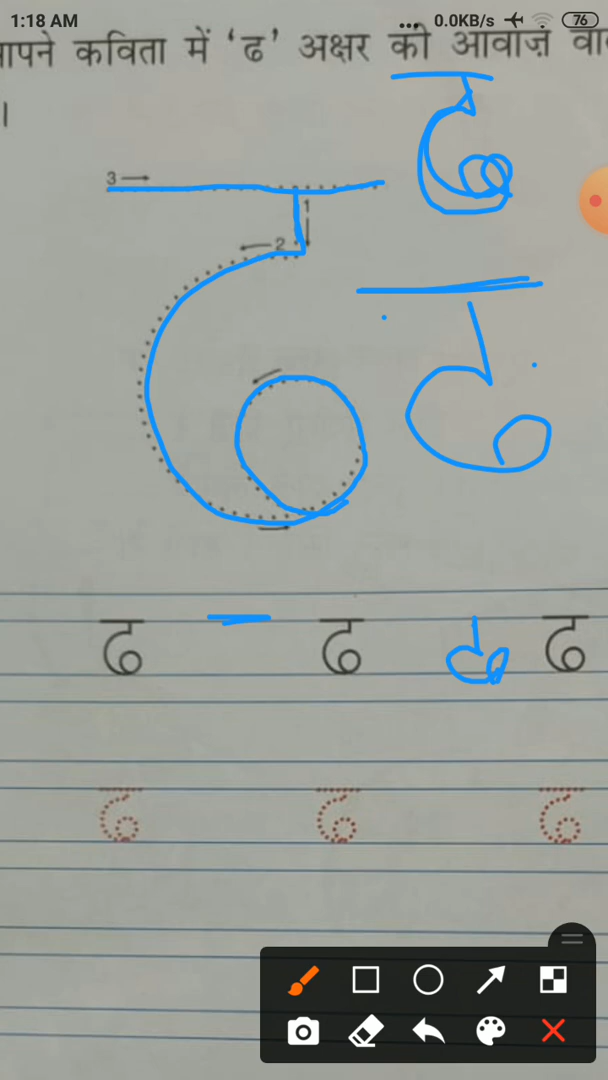 1:18 AM ... 0.0KB/s 76
कविता में ‘ढ’ अक्षर की आवाज़
।
ढ
3 1
2
ढ
ढ
ढ ढ ढ ढ
ढ ढ ढ